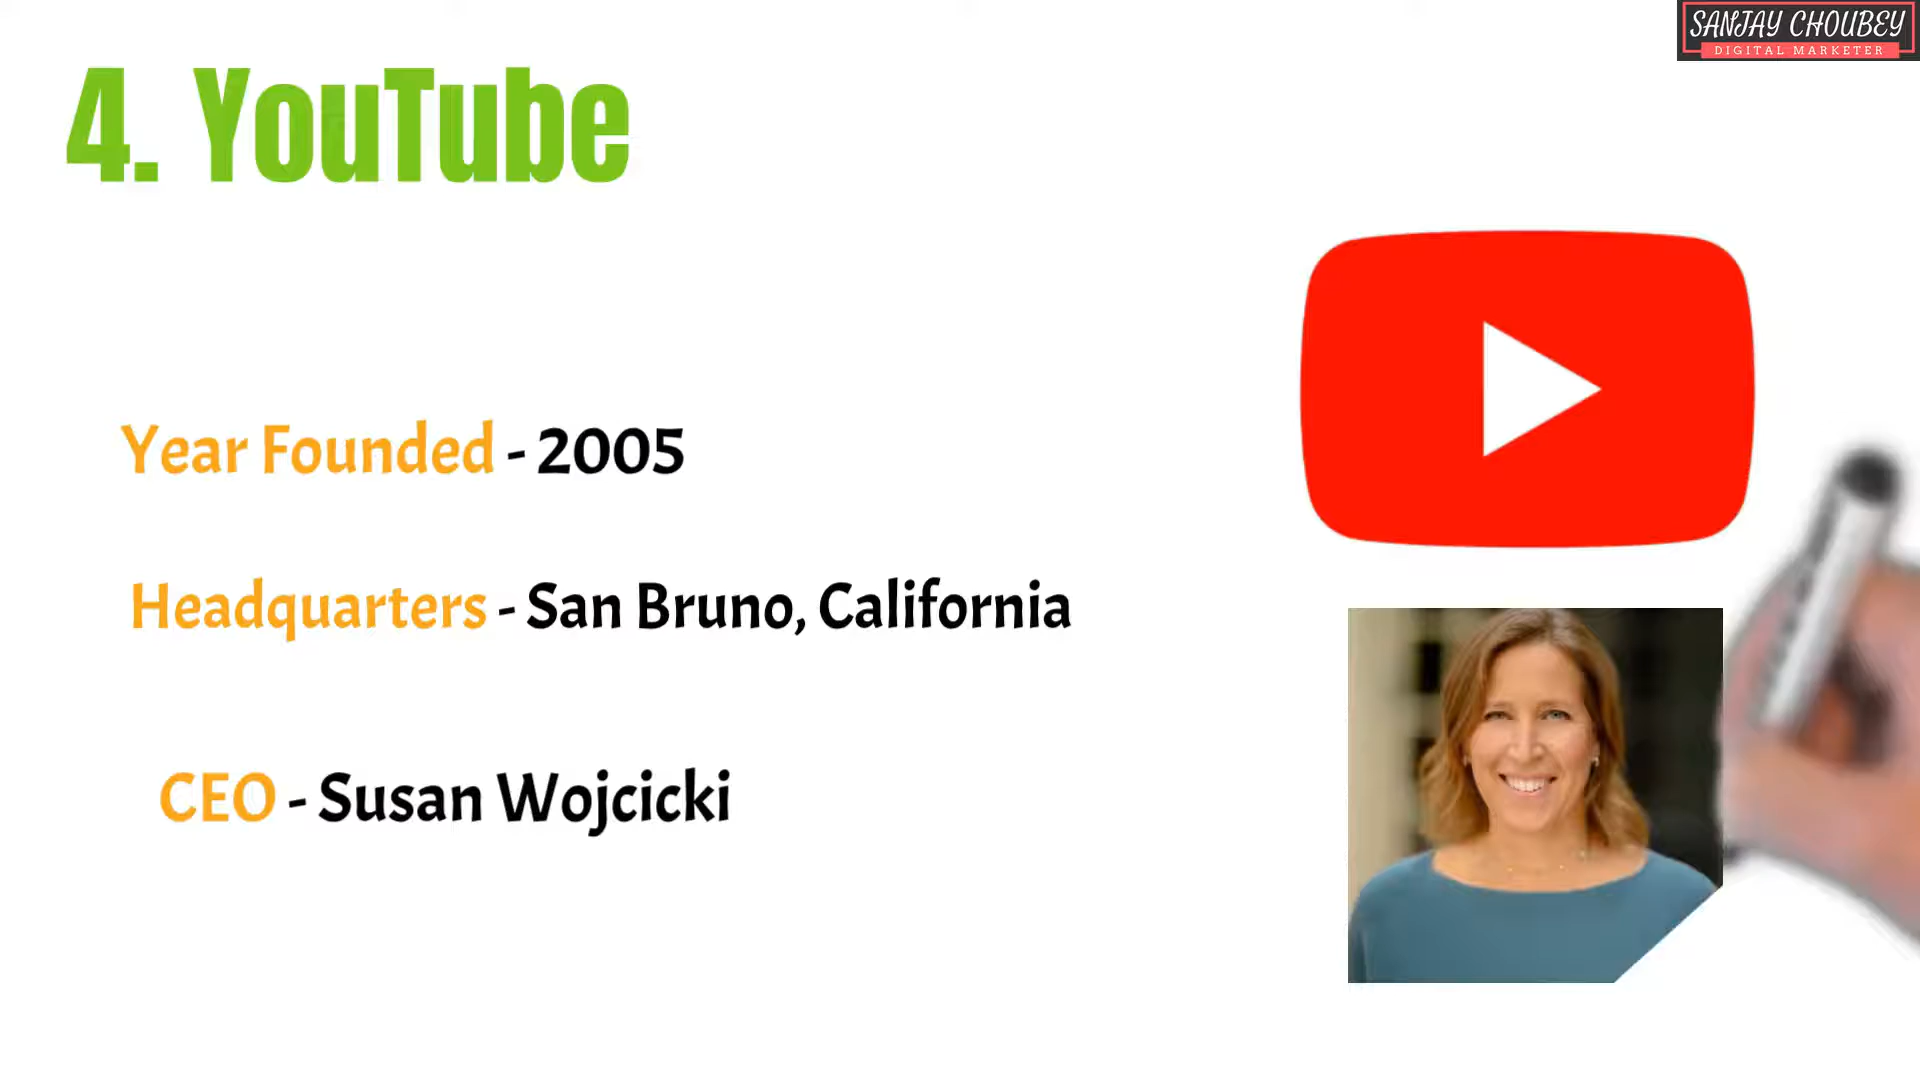 SANJAY CHOUBEY
DIGITAL MARKETER
4. YouTube
Year Founded - 2005
Headquarters - San Bruno, California
CEO - Susan Wojcicki